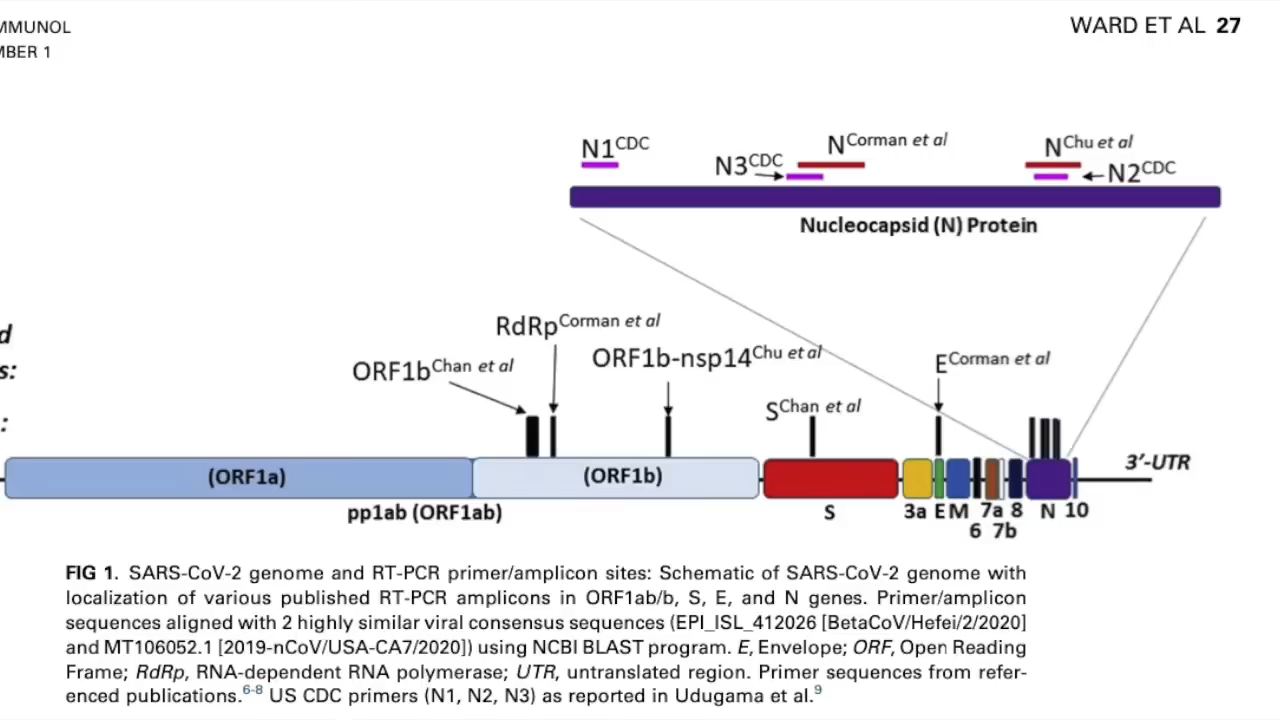 MMUNOL
MBER 1
WARD ET AL 27
N1CDC
N3CDC
NCorman et al
NChu et al
N2CDC
Nucleocapsid (N) Protein
d
s:
:
RdRpCorman et al
ORF1bChan et al
ORF1b-nsp14Chu et al
SChan et al
ECorman et al
(ORF1a)
(ORF1b)
3′-UTR
pp1ab (ORF1ab)
S
3a E M 7a 8 N 10
6 7b
FIG 1. SARS-CoV-2 genome and RT-PCR primer/amplicon sites: Schematic of SARS-CoV-2 genome with
localization of various published RT-PCR amplicons in ORF1ab/b, S, E, and N genes. Primer/amplicon
sequences aligned with 2 highly similar viral consensus sequences (EPI_ISL_412026 [BetaCoV/Hefei/2/2020]
and MT106052.1 [2019-nCoV/USA-CA7/2020]) using NCBI BLAST program. E, Envelope; ORF, Open Reading
Frame; RdRp, RNA-dependent RNA polymerase; UTR, untranslated region. Primer sequences from refer-
enced publications.6-8 US CDC primers (N1, N2, N3) as reported in Udugama et al.9